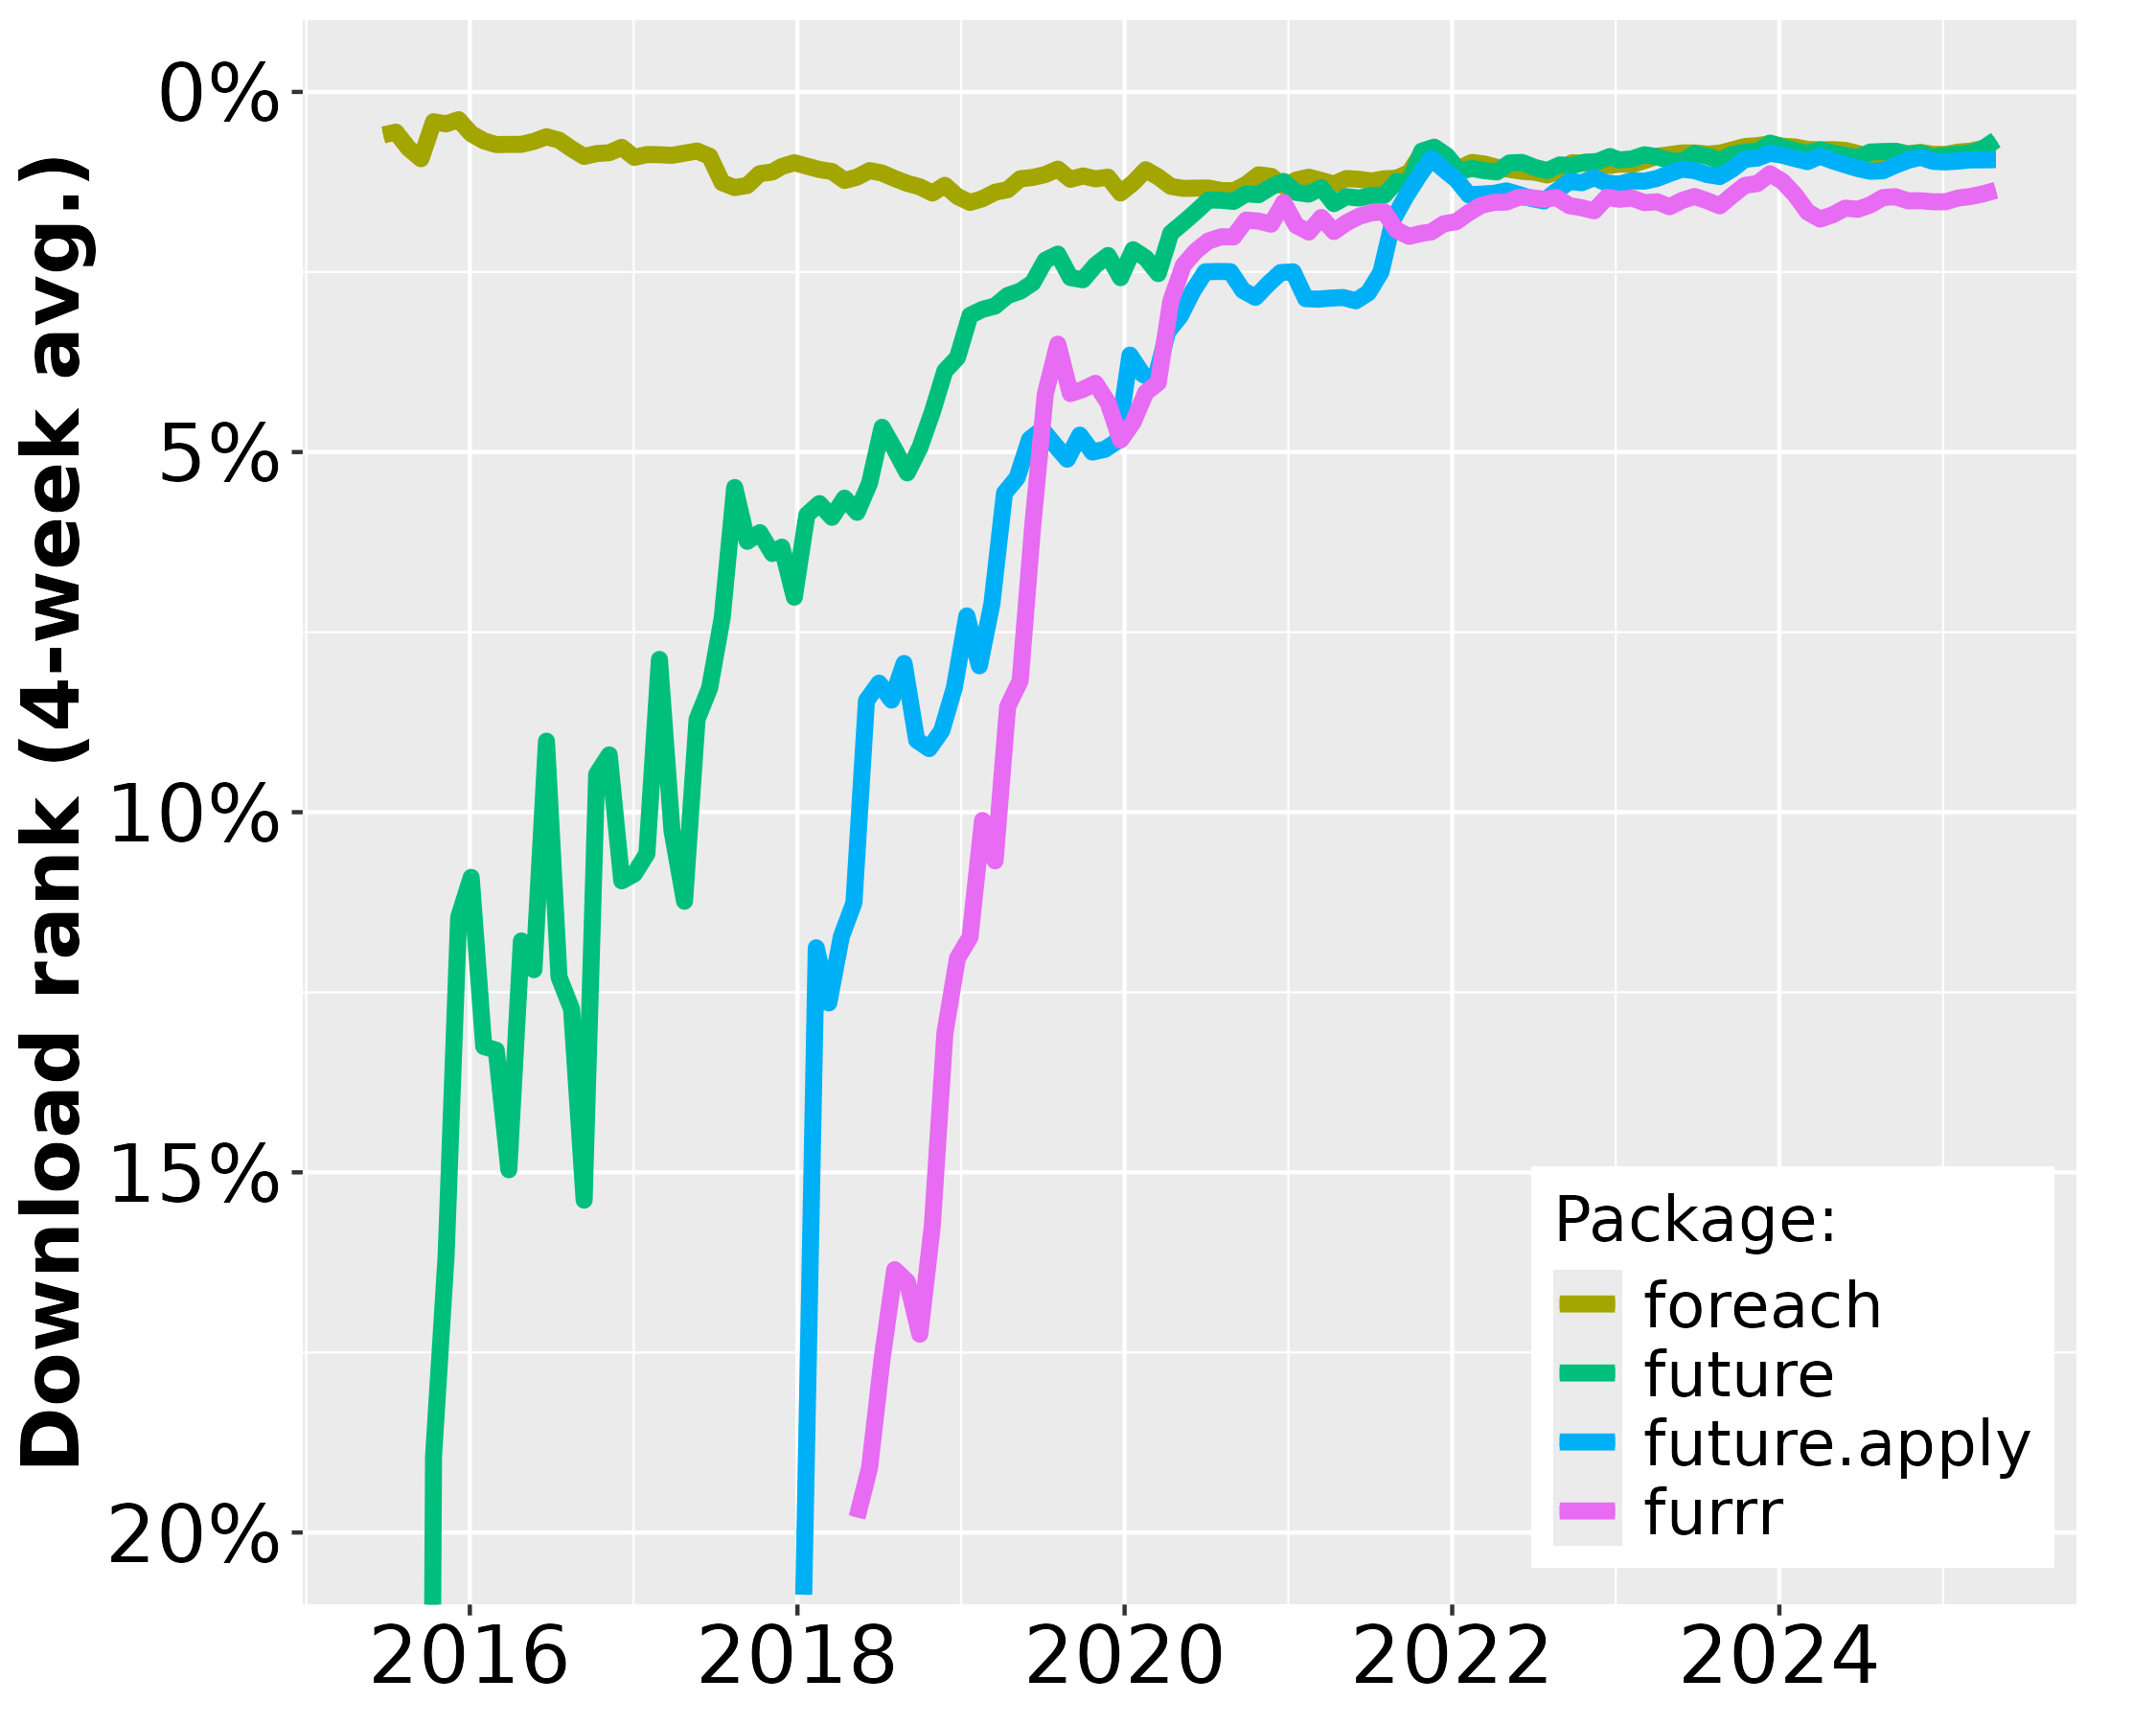 Download rank (4-week avg.)
0%
5%
10%
15%
20%
2016 2018 2020 2022 2024
Package:
foreach
future
future.apply
furrr